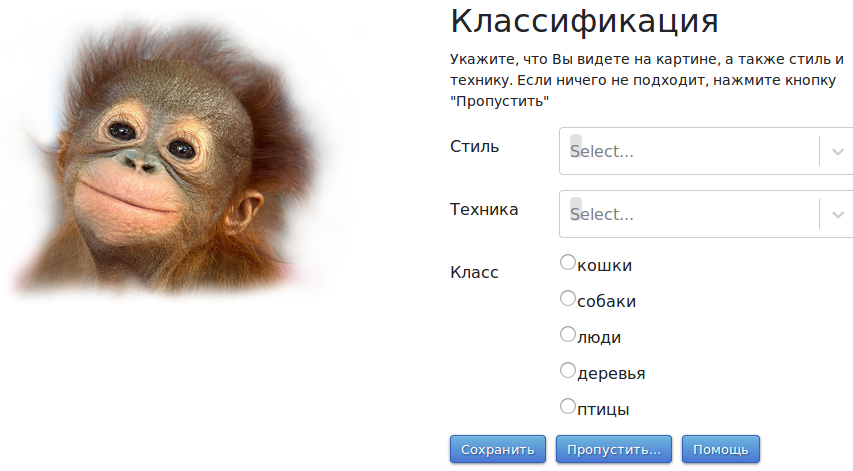 Классификация
Укажите, что Вы видете на картине, а также стиль и
технику. Если ничего не подходит, нажмите кнопку
"Пропустить"
Стиль
Select...
Техника
Select...
Класс
кошки
собаки
люди
деревья
птицы
Сохранить Пропустить... Помощь